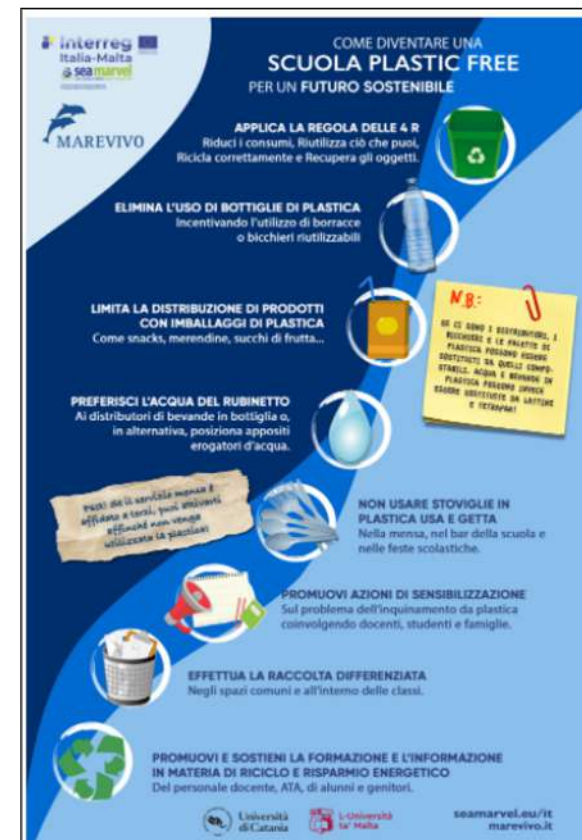 Interreg
Italia-Malta
seamarvel
MAREVIVO
COME DIVENTARE UNA
SCUOLA PLASTIC FREE
PER UN FUTURO SOSTENIBILE
APPLICA LA REGOLA DELLE 4 R
Riduci i consumi, Riutilizza ciò che puoi,
Ricicla correttamente e Recupera gli oggetti.
ELIMINA L'USO DI BOTTIGLIE DI PLASTICA
Incentivando l'utilizzo di borracce
o bicchieri riutilizzabili
LIMITA LA DISTRIBUZIONE DI PRODOTTI
CON IMBALLAGGI DI PLASTICA
Come snacks, merendine, succhi di frutta...
N.B.:
SE CI SONO I DISTRIBUTORI, I
BICCHIERI E LE PALETTE DI
PLASTICA POSSONO ESSERE
SOSTITUITI DA QUELLI COMPO-
STABILI. ACQUA E BEVANDE IN
PLASTICA POSSONO INVECE
ESSERE SOSTITUITE DA LATTINE
E TETRAPAK!
PREFERISCI L'ACQUA DEL RUBINETTO
Ai distributori di bevande in bottiglia o,
in alternativa, posiziona appositi
erogatori d'acqua.
se il servizio mensa è
affidato a terzi, puoi attivarti
affinché non venga
utilizzata la plastica!
NON USARE STOVIGLIE IN
PLASTICA USA E GETTA
Nella mensa, nel bar della scuola e
nelle feste scolastiche.
PROMUOVI AZIONI DI SENSIBILIZZAZIONE
Sul problema dell'inquinamento da plastica
coinvolgendo docenti, studenti e famiglie.
EFFETTUA LA RACCOLTA DIFFERENZIATA
Negli spazi comuni e all'interno delle classi.
PROMUOVI E SOSTIENI LA FORMAZIONE E L'INFORMAZIONE
IN MATERIA DI RICICLO E RISPARMIO ENERGETICO
Del personale docente, ATA, di alunni e genitori.
Università
di Catania
L-Università
ta' Malta
seamarvel.eu/it
marevivo.it